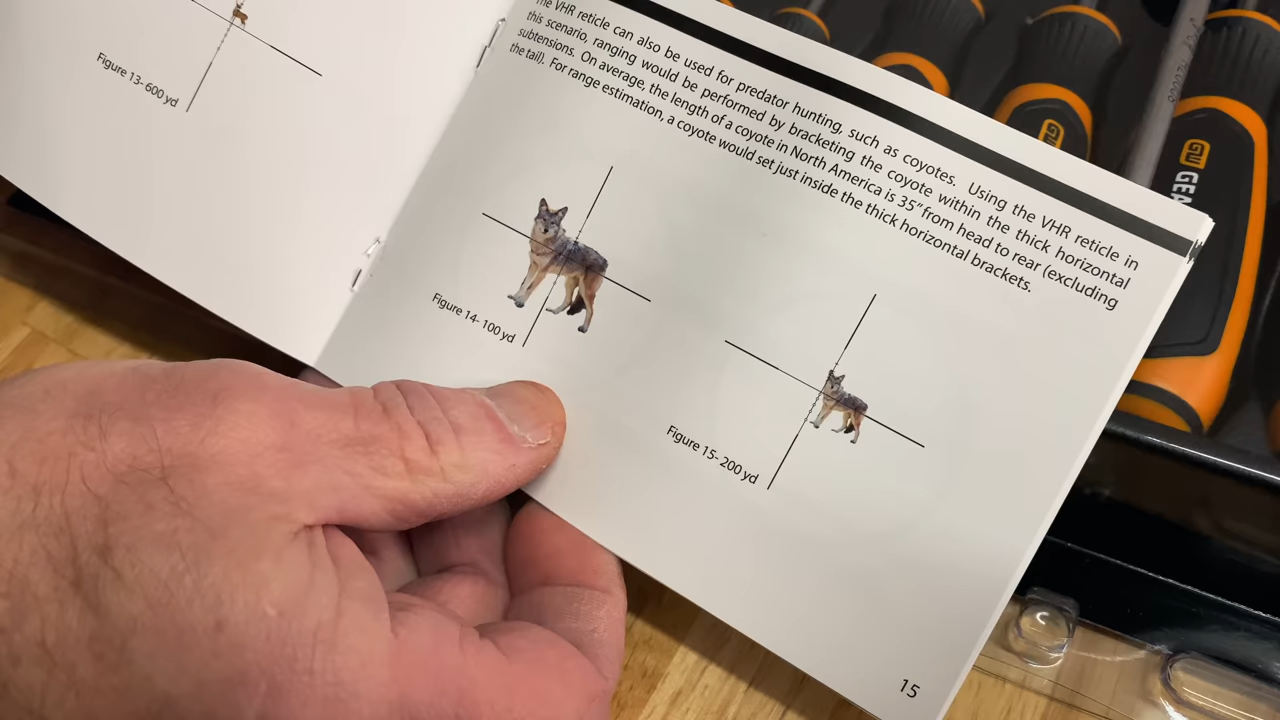 Figure 13- 600 yd
The VHR reticle can also be used for predator hunting, such as coyotes. Using the VHR reticle in
this scenario, ranging would be performed by bracketing the coyote within the thick horizontal
subtensions. On average, the length of a coyote in North America is 35” from head to rear (excluding
the tail). For range estimation, a coyote would set just inside the thick horizontal brackets.
Figure 14- 100 yd
Figure 15- 200 yd
15
GW
GW
GEA